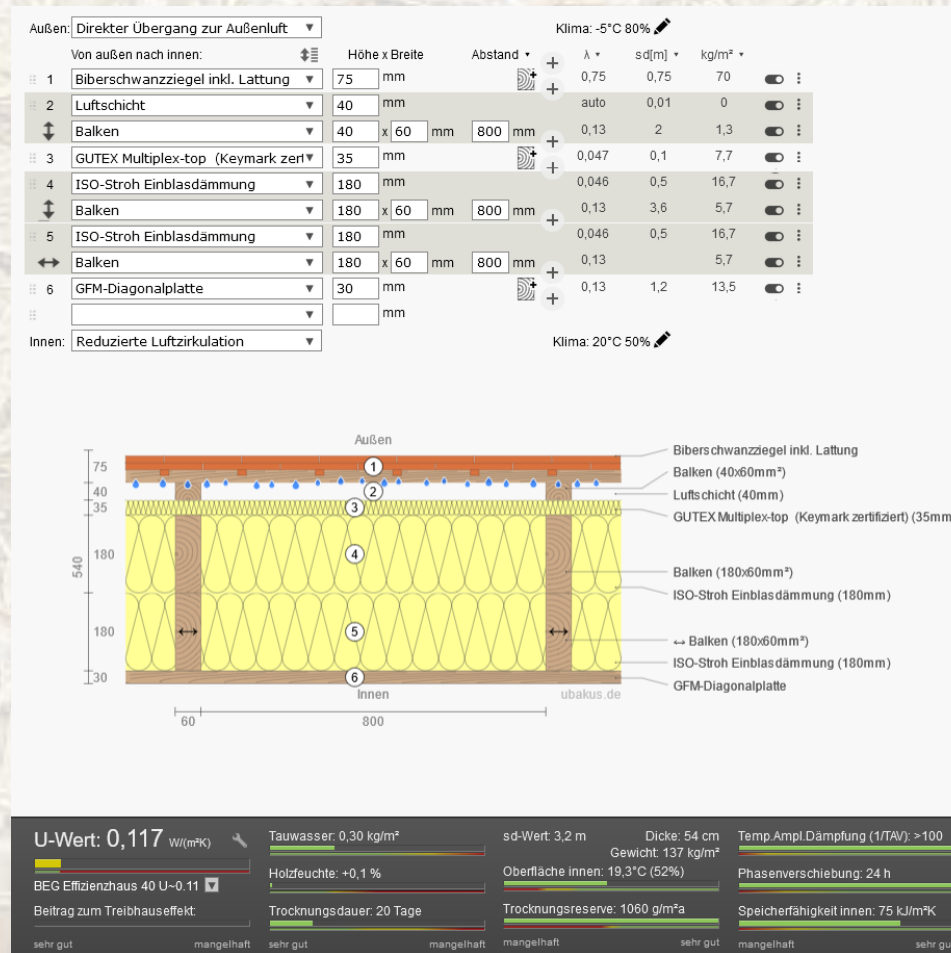 Außen: Direkter Übergang zur Außenluft Klima: -5°C 80%
Von außen nach innen: Höhe x Breite Abstand λ sd[m] kg/m²
1 Biberschwanzziegel inkl. Lattung 75 mm 0,75 0,75 70
2 Luftschicht 40 mm auto 0,01 0
Balken 40 x 60 mm 800 mm 0,13 2 1,3
3 GUTEX Multiplex-top (Keymark zert 35 mm 0,047 0,1 7,7
4 ISO-Stroh Einblasdämmung 180 mm 0,046 0,5 16,7
Balken 180 x 60 mm 800 mm 0,13 3,6 5,7
5 ISO-Stroh Einblasdämmung 180 mm 0,046 0,5 16,7
Balken 180 x 60 mm 800 mm 0,13 5,7
6 GFM-Diagonalplatte 30 mm 0,13 1,2 13,5
mm
Innen: Reduzierte Luftzirkulation Klima: 20°C 50%
Außen
Biberschwanzziegel inkl. Lattung
75 1 Balken (40x60mm²)
40 2 Luftschicht (40mm)
35 3 GUTEX Multiplex-top (Keymark zertifiziert) (35mm
540
180 4 Balken (180x60mm²)
ISO-Stroh Einblasdämmung (180mm)
180 5 ↔ Balken (180x60mm²)
ISO-Stroh Einblasdämmung (180mm)
30 6 GFM-Diagonalplatte
Innen ubakus.de
60 800
U-Wert: 0,117 W/(m²K)
BEG Effizienzhaus 40 U~0.11
Beitrag zum Treibhauseffekt:
sehr gut mangelhaft
Tauwasser: 0,30 kg/m²
Holzfeuchte: +0,1 %
Trocknungsdauer: 20 Tage
sehr gut mangelhaft
sd-Wert: 3,2 m Dicke: 54 cm
Gewicht: 137 kg/m²
Oberfläche innen: 19,3°C (52%)
Trocknungsreserve: 1060 g/m²a
mangelhaft sehr gut
Temp.Ampl.Dämpfung (1/TAV): >100
Phasenverschiebung: 24 h
Speicherfähigkeit innen: 75 kJ/m²K
mangelhaft sehr gu